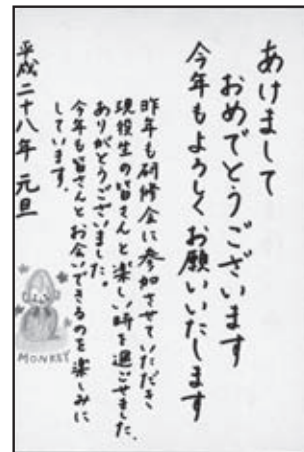 あけまして
おめでとうございます
今年もよろしくお願いいたします
昨年も研修会に参加させていただき
現役生の皆さんと楽しい時を過ごせました。
ありがとうございました。
今年も皆さんとお会いできるのを楽しみに
しています。
平成二十八年 元旦
MONKEY